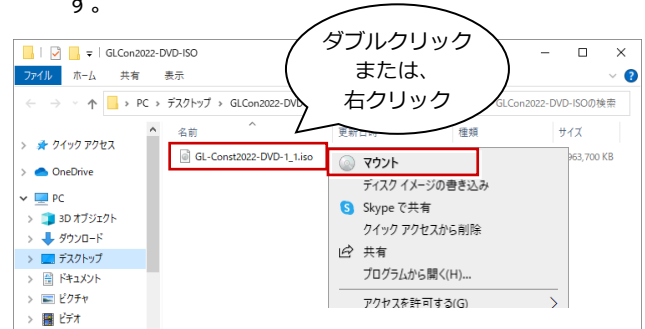 す。
GLCon2022-DVD-ISO
ファイル ホーム 共有 表示
PC › デスクトップ › GLCon2022-DVD
GLCon2022-DVD-ISOの検索
ダブルクリック
または、
右クリック
名前 更新日時 種類 サイズ
クイック アクセス
OneDrive
PC
3D オブジェクト
ダウンロード
デスクトップ
ドキュメント
ピクチャ
ビデオ
GL-Const2022-DVD-1_1.iso
963,700 KB
マウント
ディスク イメージの書き込み
Skype で共有
クイック アクセスから削除
共有
プログラムから開く(H)...
アクセスを許可する(G)